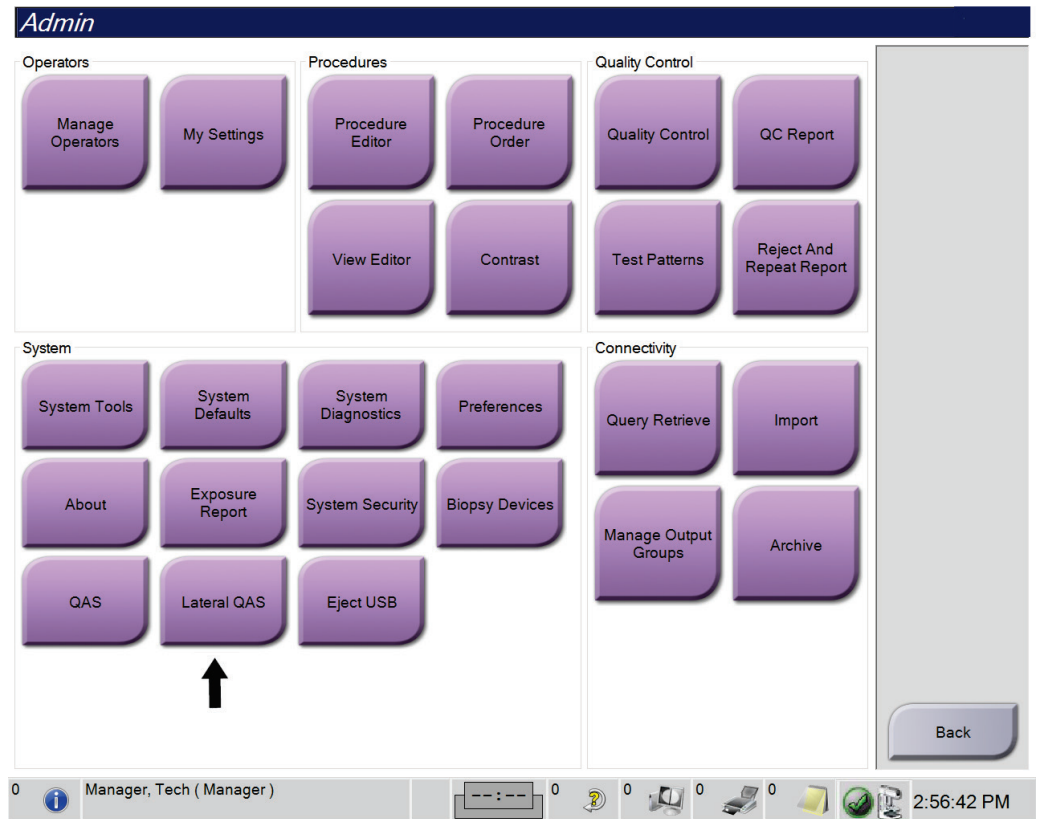 Admin
Operators
Manage
Operators
My Settings
Procedures
Procedure
Editor
Procedure
Order
View Editor
Contrast
Quality Control
Quality Control
QC Report
Test Patterns
Reject And
Repeat Report
System
System Tools
System
Defaults
System
Diagnostics
Preferences
About
Exposure
Report
System Security
Biopsy Devices
QAS
Lateral QAS
Eject USB
Connectivity
Query Retrieve
Import
Manage Output
Groups
Archive
Back
0
Manager, Tech ( Manager )
--:--
0
0
0
0
2:56:42 PM